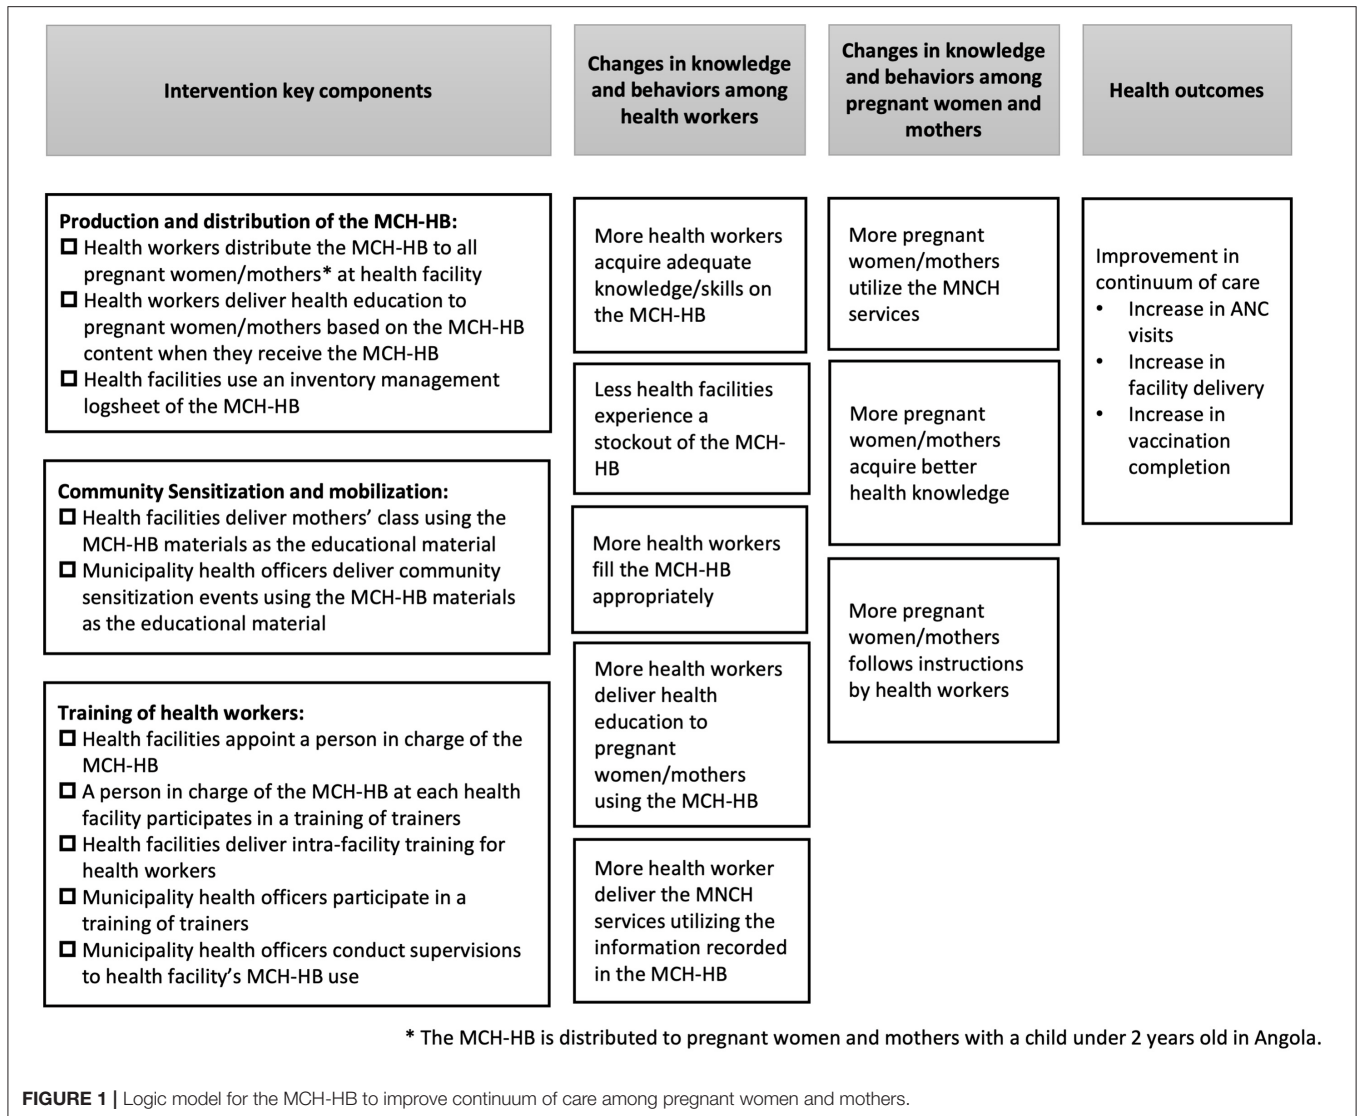 Intervention key components
Changes in knowledge
and behaviors among
health workers
Changes in knowledge
and behaviors among
pregnant women and
mothers
Health outcomes
Production and distribution of the MCH-HB:
Health workers distribute the MCH-HB to all
pregnant women/mothers* at health facility
Health workers deliver health education to
pregnant women/mothers based on the MCH-HB
content when they receive the MCH-HB
Health facilities use an inventory management
logsheet of the MCH-HB
Community Sensitization and mobilization:
Health facilities deliver mothers’ class using the
MCH-HB materials as the educational material
Municipality health officers deliver community
sensitization events using the MCH-HB materials
as the educational material
Training of health workers:
Health facilities appoint a person in charge of the
MCH-HB
A person in charge of the MCH-HB at each health
facility participates in a training of trainers
Health facilities deliver intra-facility training for
health workers
Municipality health officers participate in a
training of trainers
Municipality health officers conduct supervisions
to health facility’s MCH-HB use
More health workers
acquire adequate
knowledge/skills on
the MCH-HB
Less health facilities
experience a
stockout of the MCH-
HB
More health workers
fill the MCH-HB
appropriately
More health workers
deliver health
education to
pregnant
women/mothers
using the MCH-HB
More health worker
deliver the MNCH
services utilizing the
information recorded
in the MCH-HB
More pregnant
women/mothers
utilize the MNCH
services
More pregnant
women/mothers
acquire better
health knowledge
More pregnant
women/mothers
follows instructions
by health workers
Improvement in
continuum of care
• Increase in ANC
visits
• Increase in
facility delivery
• Increase in
vaccination
completion
* The MCH-HB is distributed to pregnant women and mothers with a child under 2 years old in Angola.
FIGURE 1 | Logic model for the MCH-HB to improve continuum of care among pregnant women and mothers.